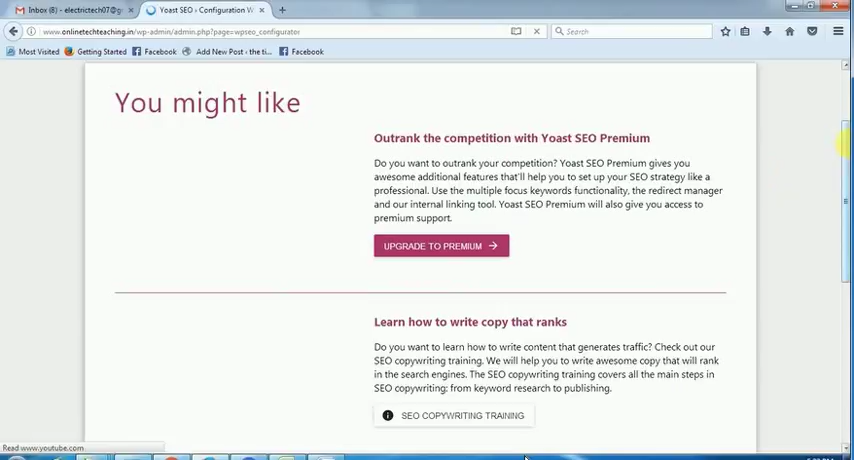 Inbox (8) - electrictech07@g
Yoast SEO › Configuration W
www.onlinetechteaching.in/wp-admin/admin.php?page=wpseo_configurator
Search
Most Visited
Getting Started
Facebook
Add New Post ‹ the ti...
Facebook
You might like
Outrank the competition with Yoast SEO Premium
Do you want to outrank your competition? Yoast SEO Premium gives you
awesome additional features that'll help you to set up your SEO strategy like a
professional. Use the multiple focus keywords functionality, the redirect manager
and our internal linking tool. Yoast SEO Premium will also give you access to
premium support.
UPGRADE TO PREMIUM
Learn how to write copy that ranks
Do you want to learn how to write content that generates traffic? Check out our
SEO copywriting training. We will help you to write awesome copy that will rank
in the search engines. The SEO copywriting training covers all the main steps in
SEO copywriting: from keyword research to publishing.
SEO COPYWRITING TRAINING
Read www.youtube.com